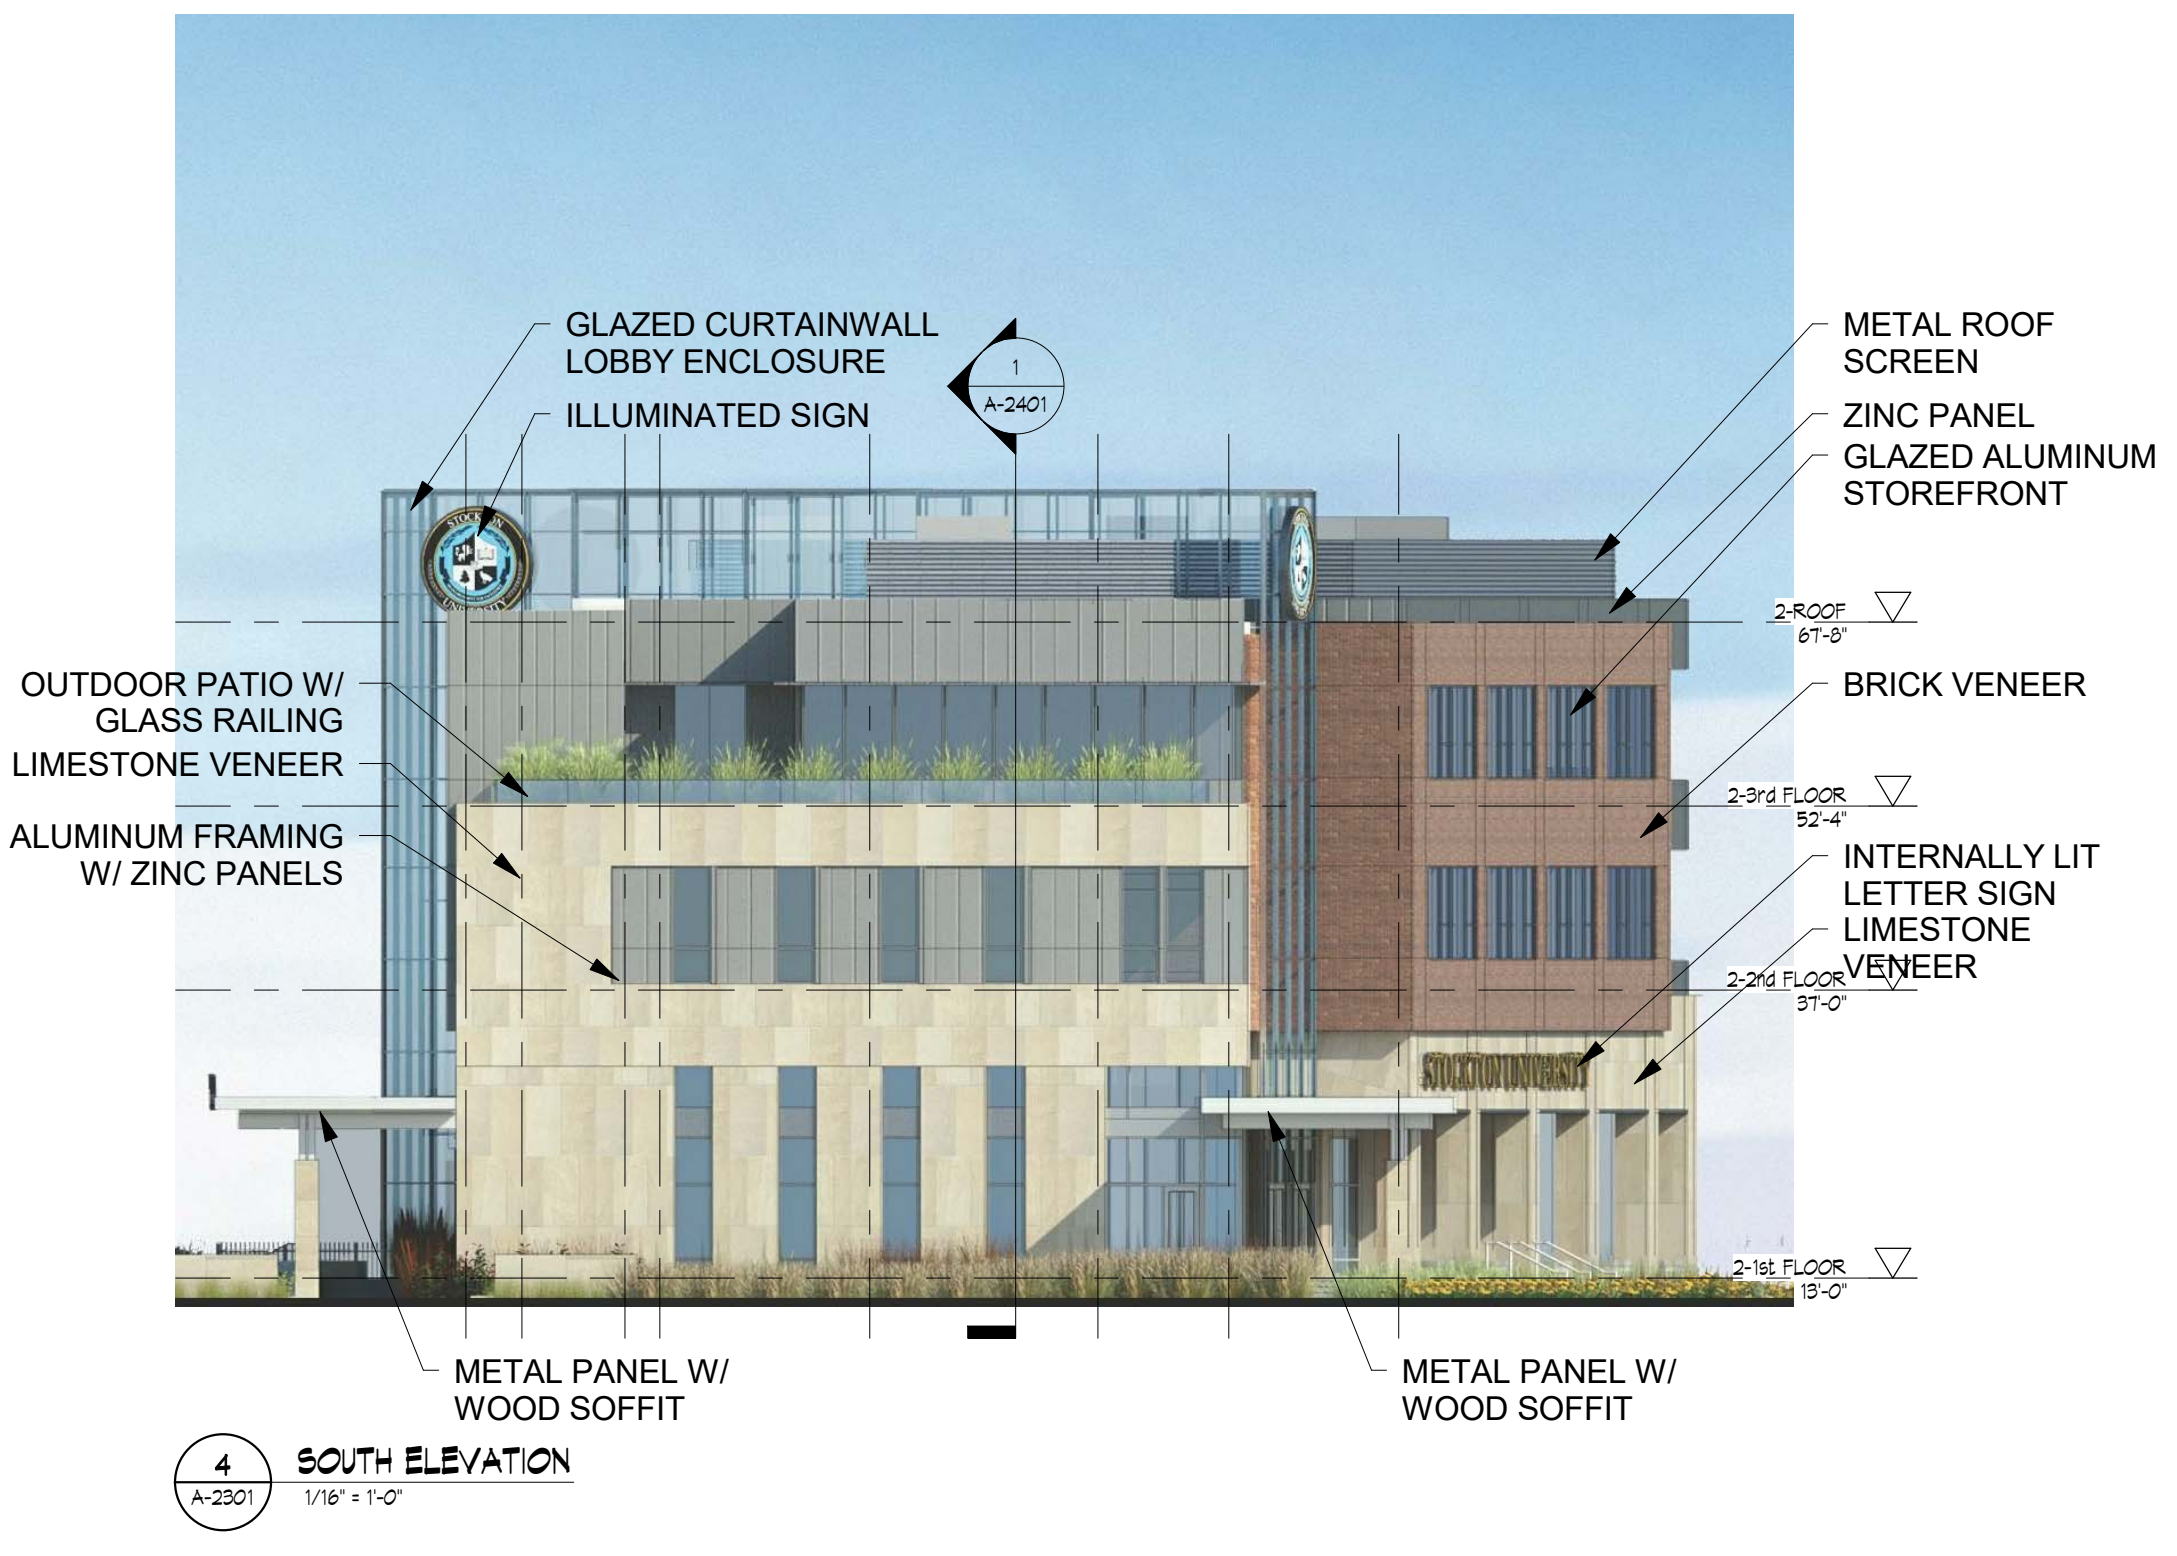 GLAZED CURTAINWALL
LOBBY ENCLOSURE
ILLUMINATED SIGN
1
A-2401
METAL ROOF
SCREEN
ZINC PANEL
GLAZED ALUMINUM
STOREFRONT
STOCKTON
UNIVERSITY
2-ROOF
67'-8"
OUTDOOR PATIO W/
GLASS RAILING
LIMESTONE VENEER
ALUMINUM FRAMING
W/ ZINC PANELS
BRICK VENEER
2-3rd FLOOR
52'-4"
INTERNALLY LIT
LETTER SIGN
LIMESTONE
VENEER
2-2nd FLOOR
37'-0"
STOCKTON UNIVERSITY
2-1st FLOOR
13'-0"
METAL PANEL W/
WOOD SOFFIT
METAL PANEL W/
WOOD SOFFIT
4
A-2301
SOUTH ELEVATION
1/16" = 1'-0"